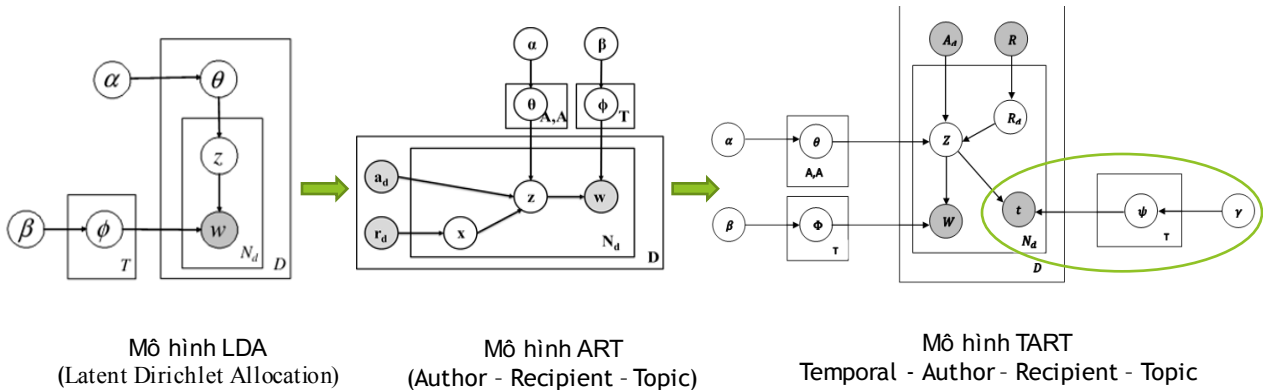 α
θ
z
β
ϕ
w
T
N_d
D
α
β
θ
A,A
ϕ
T
a_d
z
w
r_d
x
N_d
D
A_d
R
R_d
α
θ
Z
A,A
β
Φ
W
t
ψ
γ
T
N_d
T
D
Mô hình LDA
(Latent Dirichlet Allocation)
Mô hình ART
(Author - Recipient - Topic)
Mô hình TART
Temporal - Author - Recipient - Topic